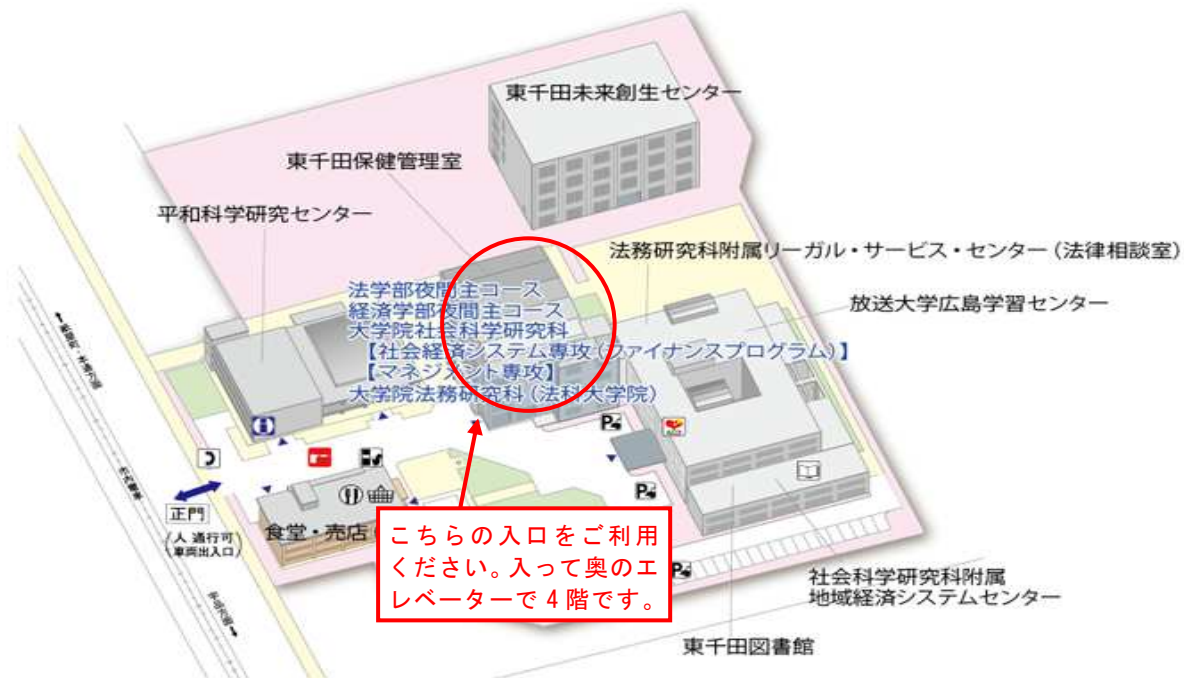 東千田未来創生センター
東千田保健管理室
平和科学研究センター
法務研究科附属リーガル・サービス・センター(法律相談室)
放送大学広島学習センター
法学部夜間主コース
経済学部夜間主コース
大学院社会科学研究科
【社会経済システム専攻(ファイナンスプログラム)】
【マネジメント専攻】
大学院法務研究科(法科大学院)
P
正門
(人 通行可
車両出入口)
食堂・売店
P
こちらの入口をご利用
ください。入って奥のエ
レベーターで4階です。
P
社会科学研究科附属
地域経済システムセンター
東千田図書館